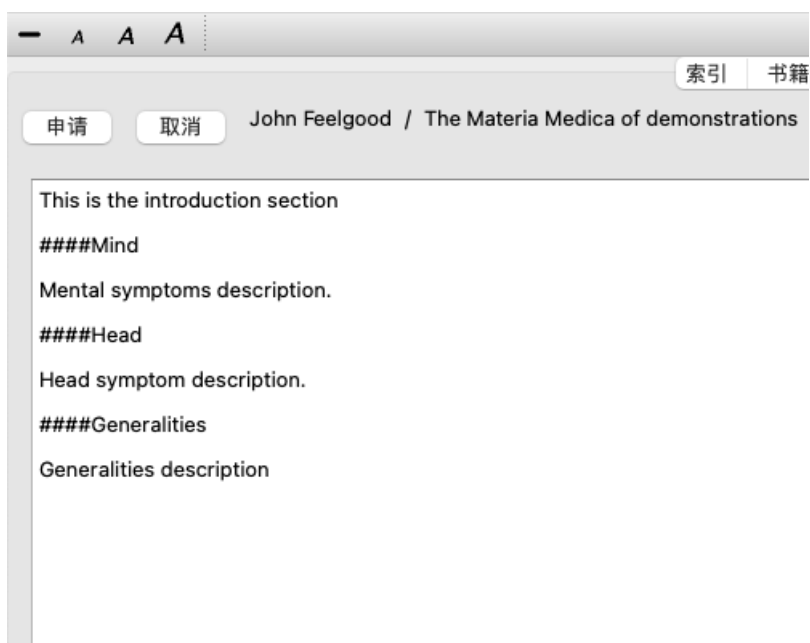 A A A
索引 书籍
申请 取消 John Feelgood / The Materia Medica of demonstrations
This is the introduction section
####Mind
Mental symptoms description.
####Head
Head symptom description.
####Generalities
Generalities description